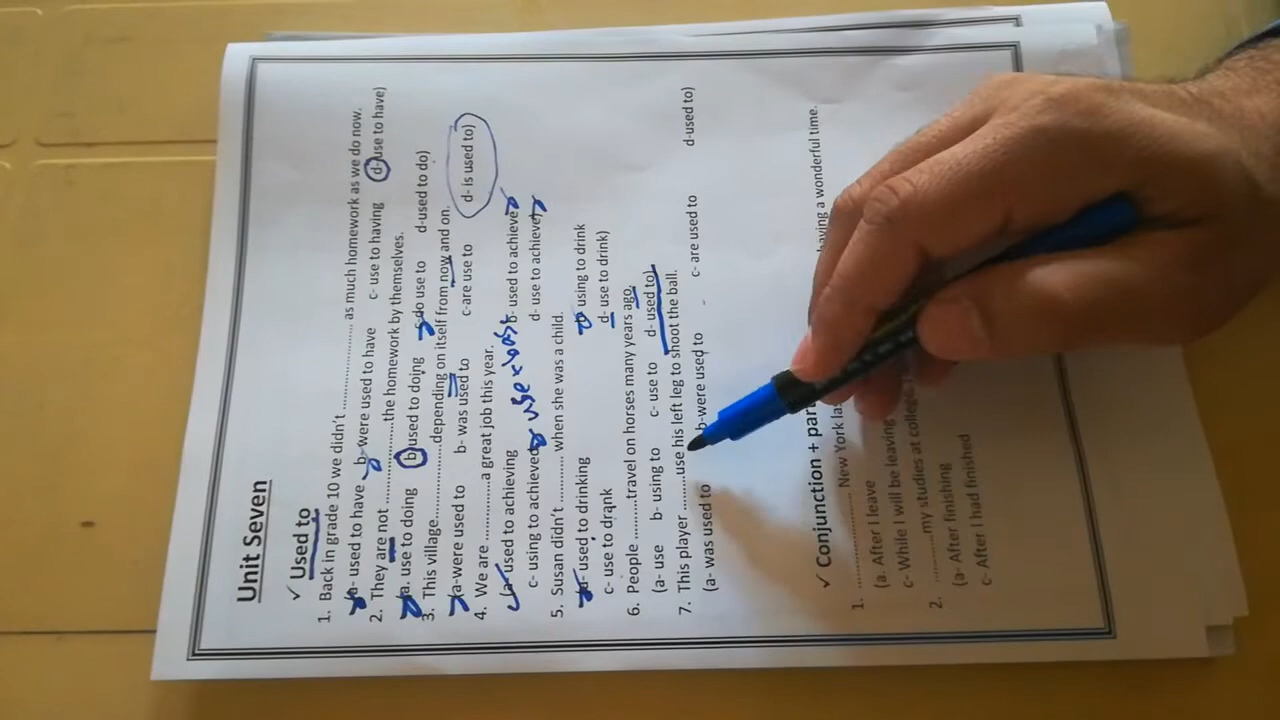 Unit Seven
✓ Used to
1. Back in grade 10 we didn't ........................ as much homework as we do now.
a- used to have b- were used to have c- use to having d- use to have)
2. They are not ..................the homework by themselves.
a. use to doing b used to doing c- do use to d-used to do)
3. This village..................depending on itself from now and on.
a-were used to b- was used to c-are use to d- is used to)
4. We are .............a great job this year.
(a- used to achieving b- used to achieve
c- using to achieve d- use to achieve)
5. Susan didn't ............ when she was a child.
a- used to drinking b- using to drink
c- use to drank d- use to drink)
6. People ...........travel on horses many years ago.
(a- use b- using to c- use to d- used to)
7. This player .........use his left leg to shoot the ball.
(a- was used to b-were used to c- are used to d-used to)
✓ Conjunction +
1. ........................ New York aving a wonderful time.
(a. After I leave
c- While I will be leaving
2. ............my studies at college
(a- After finishing
c- After I had finished